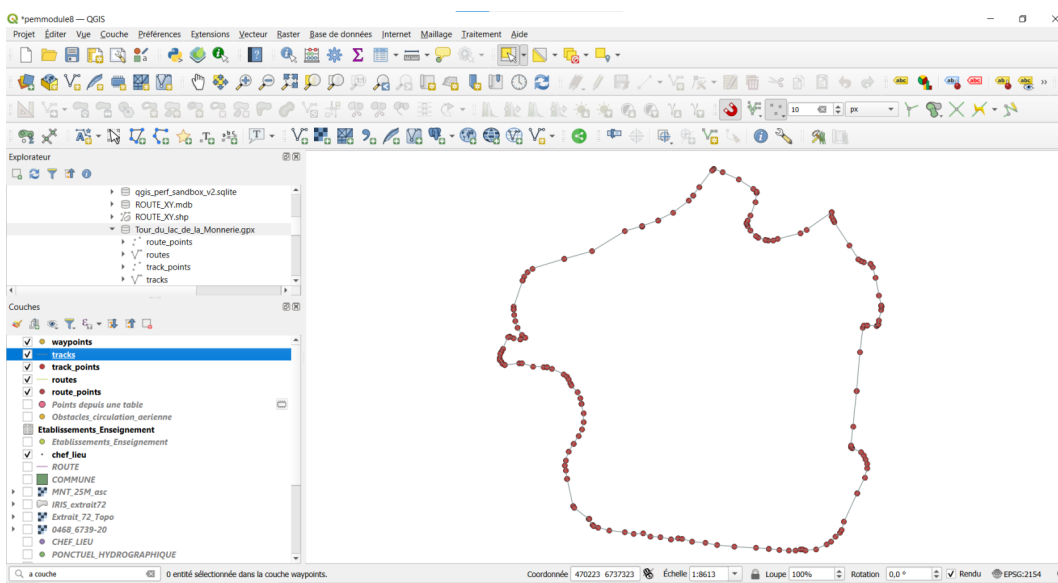 *pemmodule8 — QGIS
Projet Éditer Vue Couche Préférences Extensions Vecteur Raster Base de données Internet Maillage Traitement Aide
10 px
Explorateur
qgis_perf_sandbox_v2.sqlite
ROUTE_XY.mdb
ROUTE_XY.shp
Tour_du_lac_de_la_Monnerie.gpx
route_points
routes
track_points
tracks
Couches
waypoints
tracks
track_points
routes
route_points
Points depuis une table
Obstacles_circulation_aerienne
Etablissements_Enseignement
Etablissements_Enseignement
chef_lieu
ROUTE
COMMUNE
MNT_25M_asc
IRIS_extrait72
Extrait_72_Topo
0468_6739-20
CHEF_LIEU
PONCTUEL_HYDROGRAPHIQUE
a couche 0 entité sélectionnée dans la couche waypoints. Coordonnée 470223 6737323 Échelle 1:8613 Loupe 100% Rotation 0,0 ° Rendu EPSG:2154